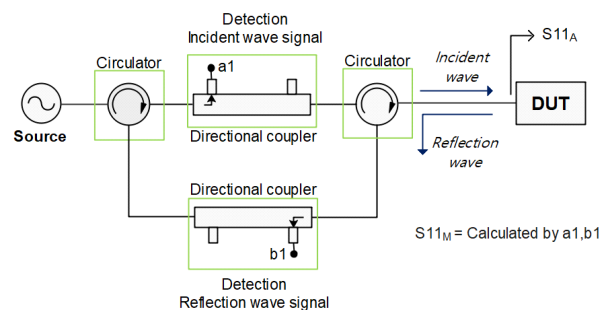 Detection
Incident wave signal
a1
Circulator
Circulator
Incident
wave
S11A
Source
Directional coupler
DUT
Reflection
wave
Directional coupler
b1
S11M = Calculated by a1,b1
Detection
Reflection wave signal